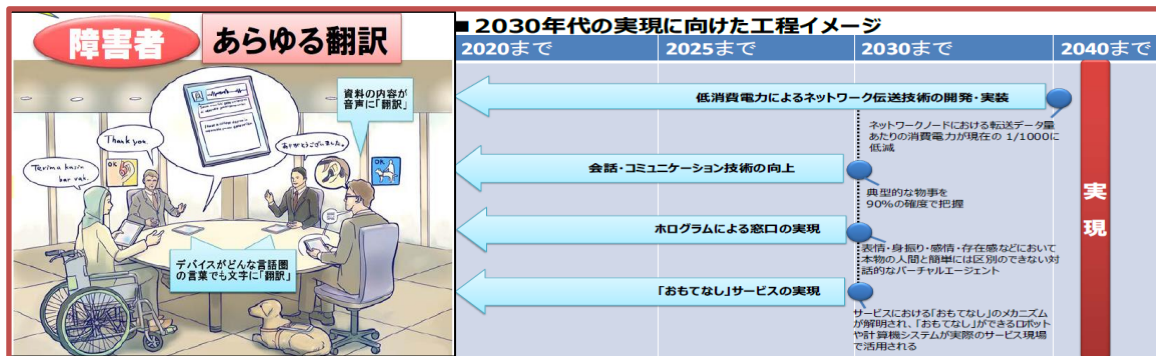 障害者
あらゆる翻訳
資料の内容が
音声に「翻訳」
Thank you.
ありがとうございました。
OK
OK
Terima kasih
デバイスがどんな言語圏
の言葉でも文字に「翻訳」
■ 2030年代の実現に向けた工程イメージ
2020まで
2025まで
2030まで
2040まで
低消費電力によるネットワーク伝送技術の開発・実装
ネットワークノードにおける転送データ量
あたりの消費電力が現在の 1/1000に
低減
会話・コミュニケーション技術の向上
典型的な物事を
90%の確度で把握
ホログラムによる窓口の実現
表情・身振り・感情・存在感などにおいて
本物の人間と簡単には区別のできない対
話的なバーチャルエージェント
「おもてなし」サービスの実現
サービスにおける「おもてなし」のメカニズム
が解明され、「おもてなし」ができるロボット
や計算機システムが実際のサービス現場
で活用される
実現